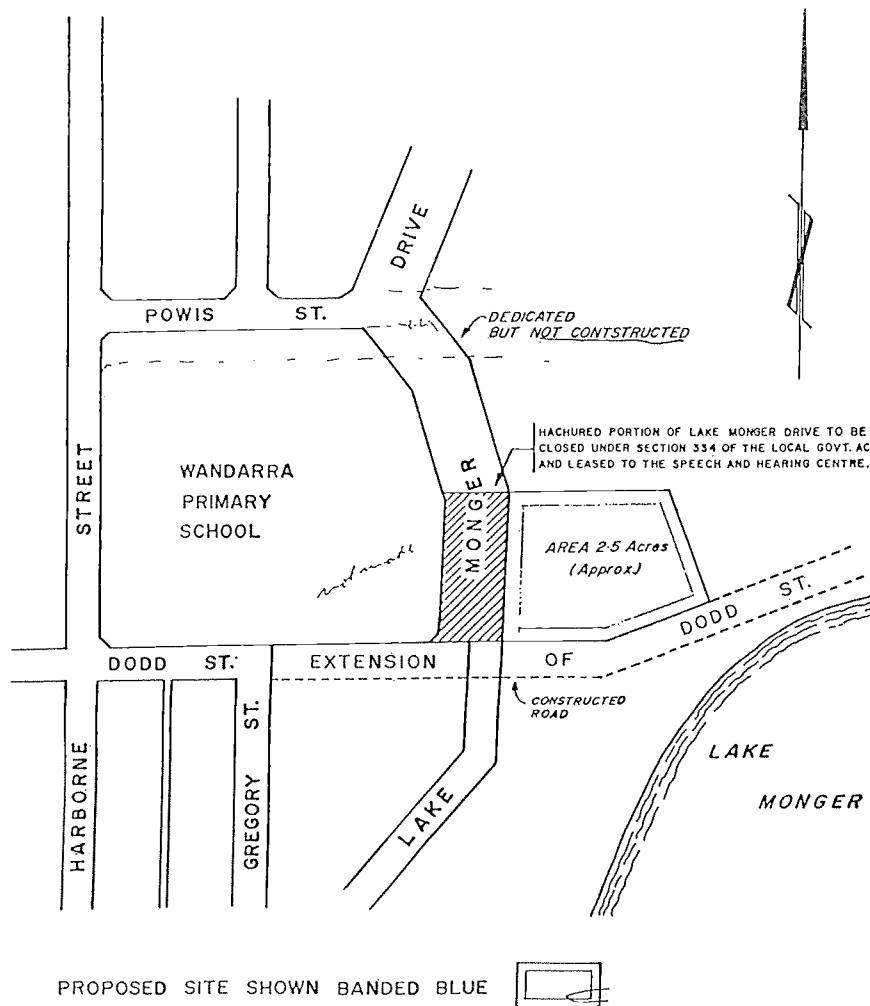 DRIVE
POWIS ST.
DEDICATED
BUT NOT CONTSTRUCTED
HACHURED PORTION OF LAKE MONGER DRIVE TO BE
CLOSED UNDER SECTION 334 OF THE LOCAL GOVT. AC
AND LEASED TO THE SPEECH AND HEARING CENTRE.
MONGER
WANDARRA
PRIMARY
SCHOOL
STREET
AREA 2·5 Acres
(Approx.)
DODD ST.
DODD ST. EXTENSION OF
CONSTRUCTED
ROAD
HARBORNE
GREGORY ST.
LAKE
LAKE
MONGER
PROPOSED SITE SHOWN BANDED BLUE